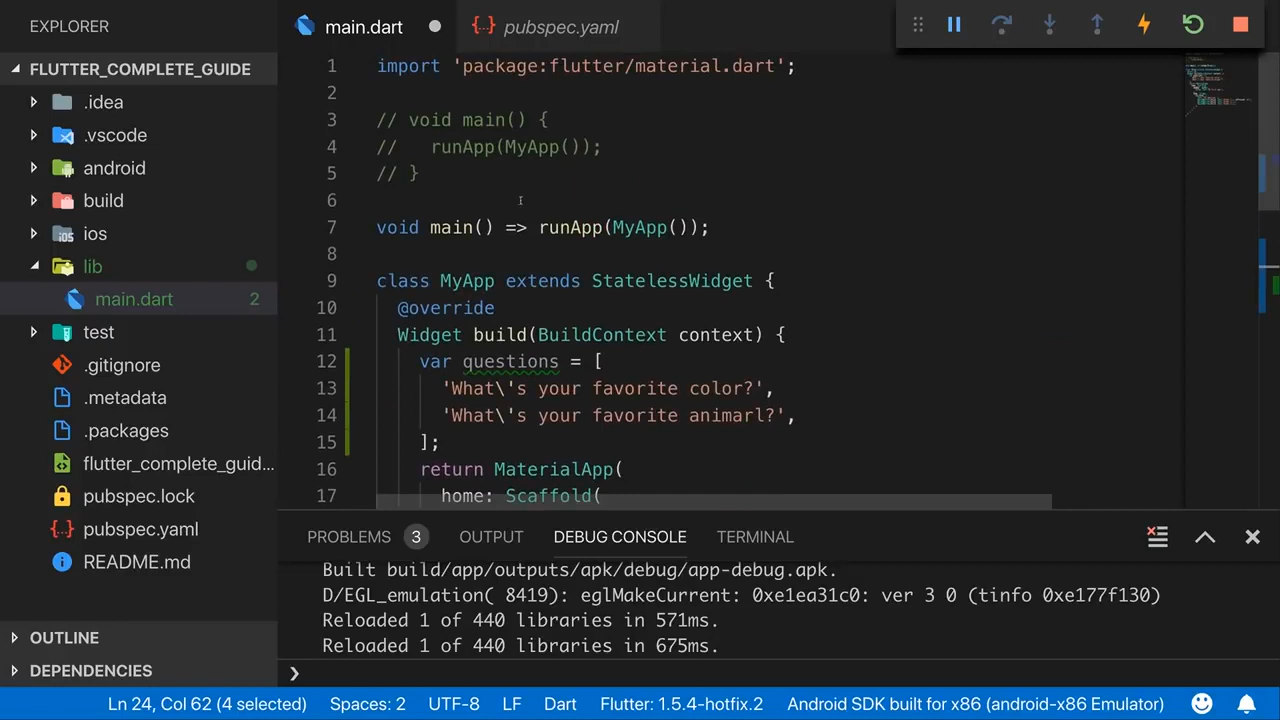 EXPLORER
main.dart
pubspec.yaml
FLUTTER_COMPLETE_GUIDE
.idea
.vscode
android
build
ios
lib
main.dart 2
test
.gitignore
.metadata
.packages
flutter_complete_guid...
pubspec.lock
pubspec.yaml
README.md
OUTLINE
DEPENDENCIES
1 import 'package:flutter/material.dart';
2
3 // void main() {
4 //   runApp(MyApp());
5 // }
6
7 void main() => runApp(MyApp());
8
9 class MyApp extends StatelessWidget {
10   @override
11   Widget build(BuildContext context) {
12     var questions = [
13       'What\'s your favorite color?',
14       'What\'s your favorite animarl?',
15     ];
16     return MaterialApp(
17       home: Scaffold(
PROBLEMS 3 OUTPUT DEBUG CONSOLE TERMINAL
Built build/app/outputs/apk/debug/app-debug.apk.
D/EGL_emulation( 8419): eglMakeCurrent: 0xe1ea31c0: ver 3 0 (tinfo 0xe177f130)
Reloaded 1 of 440 libraries in 571ms.
Reloaded 1 of 440 libraries in 675ms.
Ln 24, Col 62 (4 selected) Spaces: 2 UTF-8 LF Dart Flutter: 1.5.4-hotfix.2 Android SDK built for x86 (android-x86 Emulator)